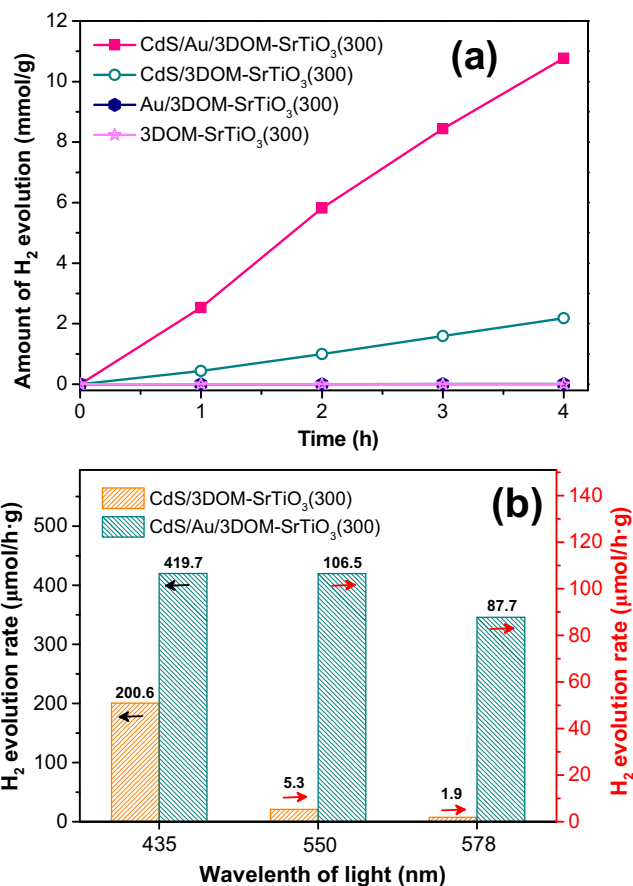 12
10
8
6
4
2
0
Amount of H₂ evolution (mmol/g)
CdS/Au/3DOM-SrTiO₃(300)
CdS/3DOM-SrTiO₃(300)
Au/3DOM-SrTiO₃(300)
3DOM-SrTiO₃(300)
(a)
0 1 2 3 4
Time (h)
500
400
300
200
100
0
H₂ evolution rate (μmol/h·g)
CdS/3DOM-SrTiO₃(300)
CdS/Au/3DOM-SrTiO₃(300)
(b)
200.6
419.7
5.3
106.5
1.9
87.7
140
120
100
80
60
40
20
0
H₂ evolution rate (μmol/h·g)
435 550 578
Wavelenth of light (nm)